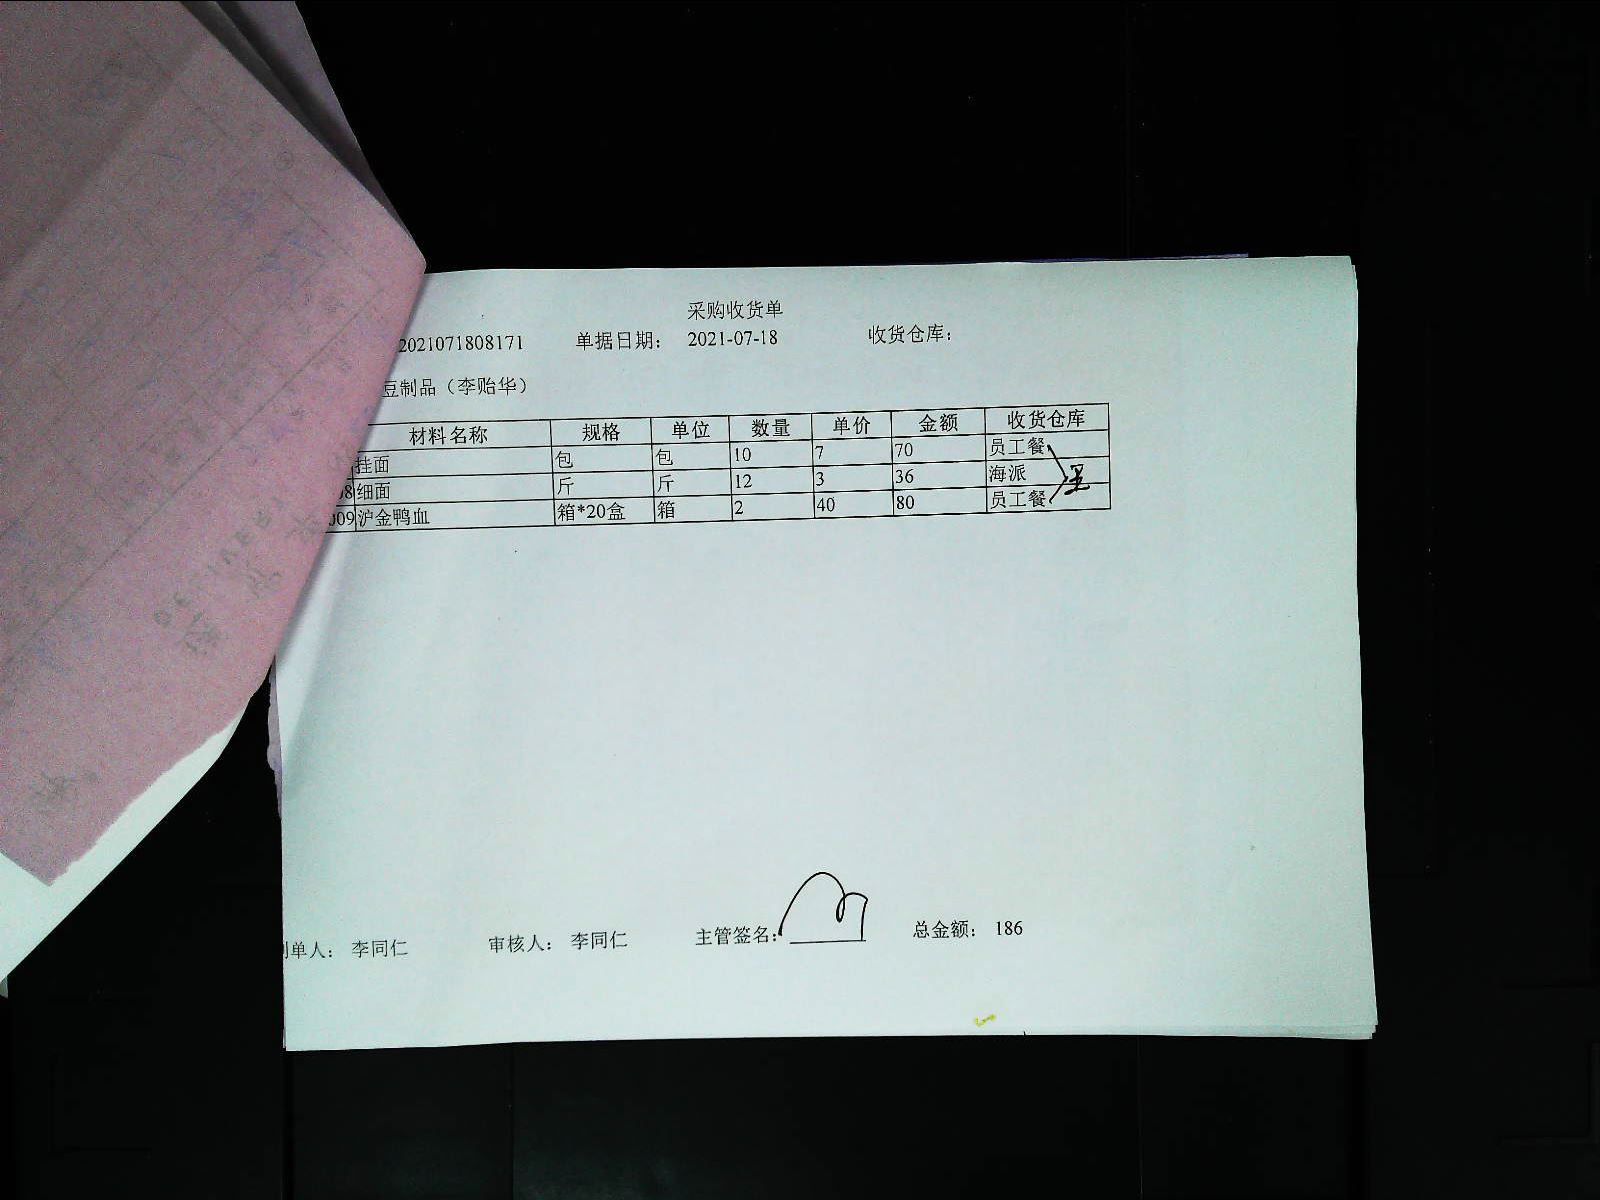 采购收货单
2021071808171 单据日期： 2021-07-18 收货仓库：
豆制品（李贻华）
材料名称 规格 单位 数量 单价 金额 收货仓库
挂面 包 包 10 7 70 员工餐
08 细面 斤 斤 12 3 36 海派
009 沪金鸭血 箱*20盒 箱 2 40 80 员工餐
单人： 李同仁 审核人： 李同仁 主管签名： 总金额： 186